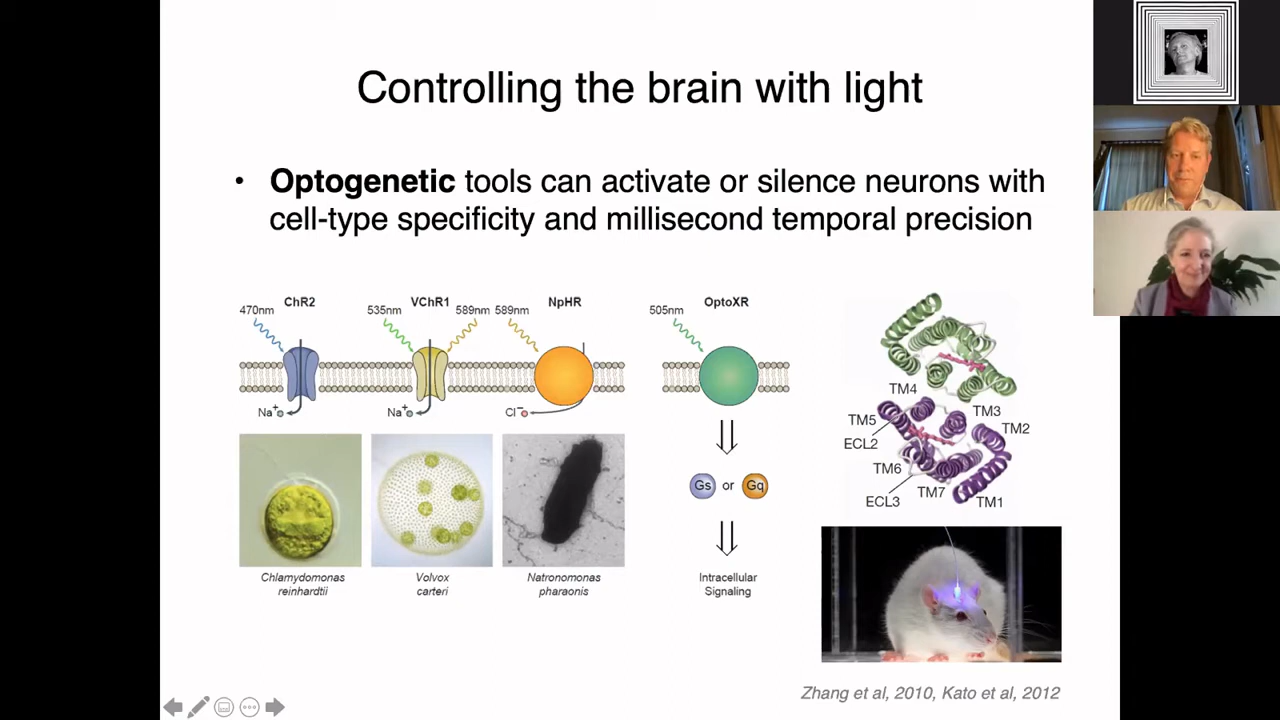 Controlling the brain with light
• Optogenetic tools can activate or silence neurons with
cell-type specificity and millisecond temporal precision
470nm
ChR2
535nm
VChR1
589nm
589nm
NpHR
505nm
OptoXR
Na+
Na+
Cl−
Gs or Gq
Intracellular
Signaling
Chlamydomonas
reinhardtii
Volvox
carteri
Natronomonas
pharaonis
TM4
TM3
TM5
TM2
ECL2
TM6
TM7
ECL3
TM1
Zhang et al, 2010, Kato et al, 2012